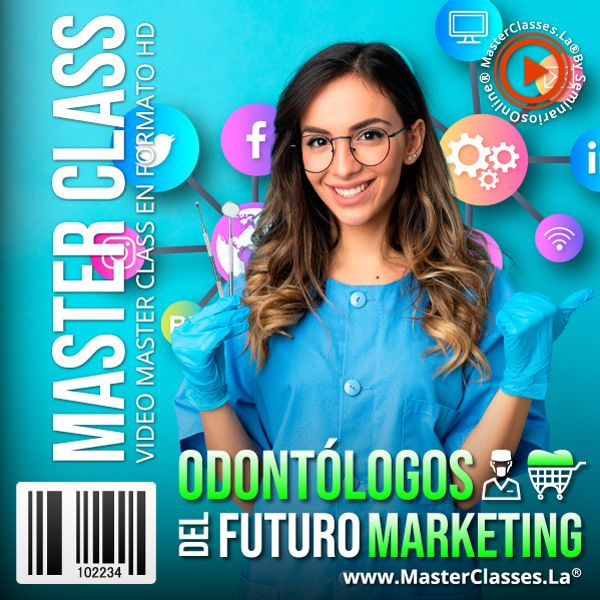 MASTER CLASS
VIDEO MASTER CLASS EN FORMATO HD
MasterClasses.La® By SeminariosOnline®
f
in
ODONTÓLOGOS
DEL FUTURO MARKETING
102234
www.MasterClasses.La®